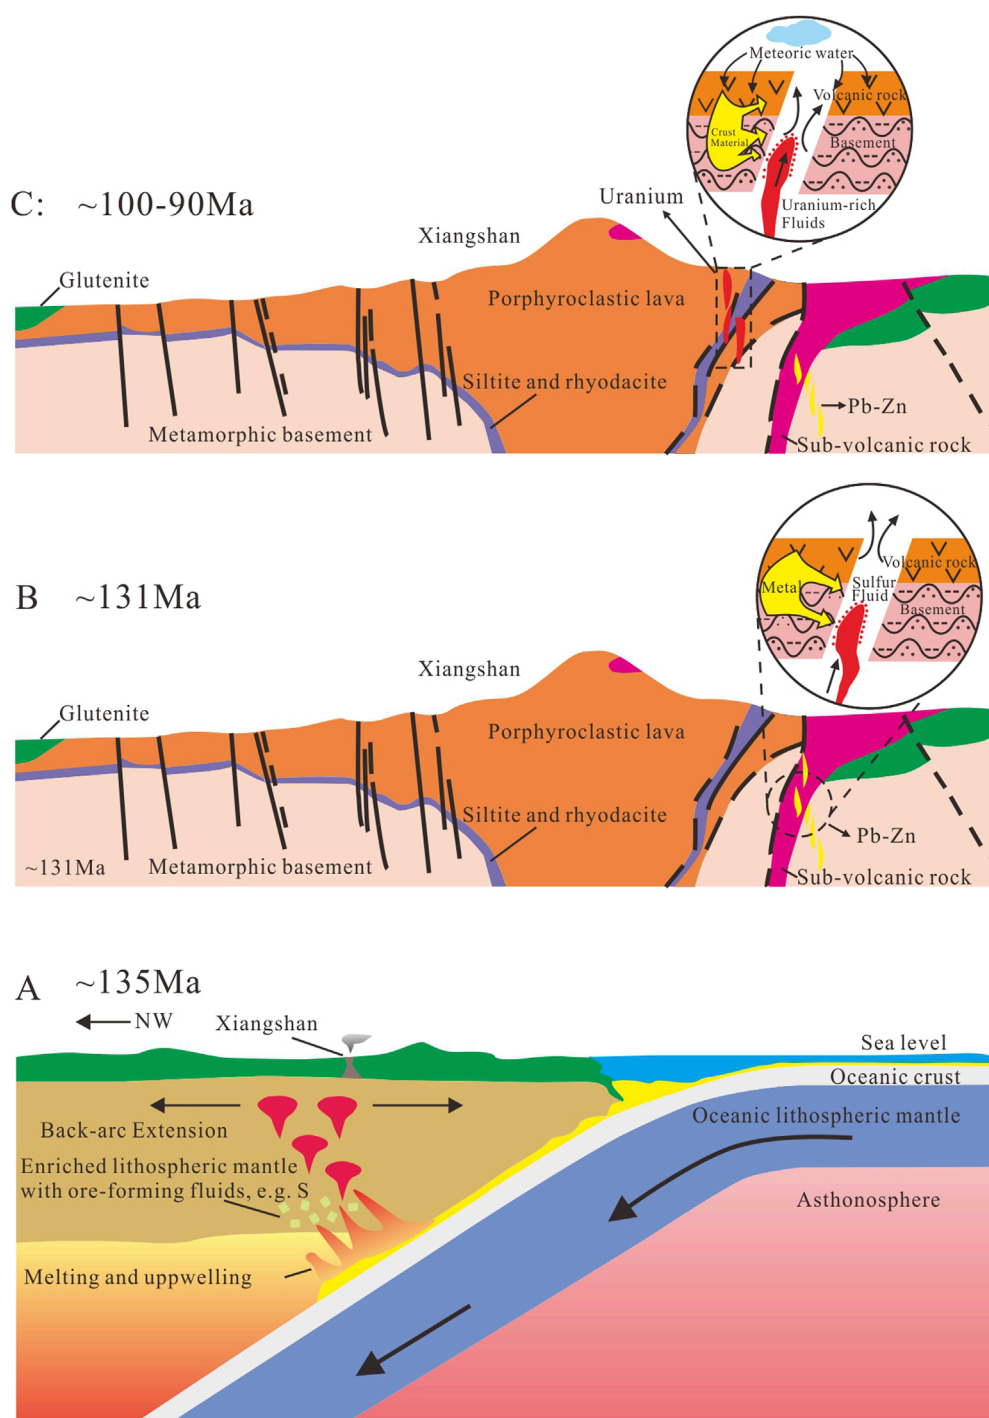 Meteoric water
Volcanic rock
Crust
Material
Basement
Uranium-rich
Fluids
C: ~100-90Ma
Uranium
Xiangshan
Glutenite
Porphyroclastic lava
Siltite and rhyodacite
Pb-Zn
Metamorphic basement
Sub-volcanic rock
Volcanic rock
Metal
Sulfur
Fluid
Basement
B ~131Ma
Xiangshan
Glutenite
Porphyroclastic lava
Siltite and rhyodacite
Pb-Zn
~131Ma
Metamorphic basement
Sub-volcanic rock
A ~135Ma
NW
Xiangshan
Sea level
Oceanic crust
Oceanic lithospheric mantle
Back-arc Extension
Enriched lithospheric mantle
with ore-forming fluids, e.g. S
Asthonosphere
Melting and uppwelling